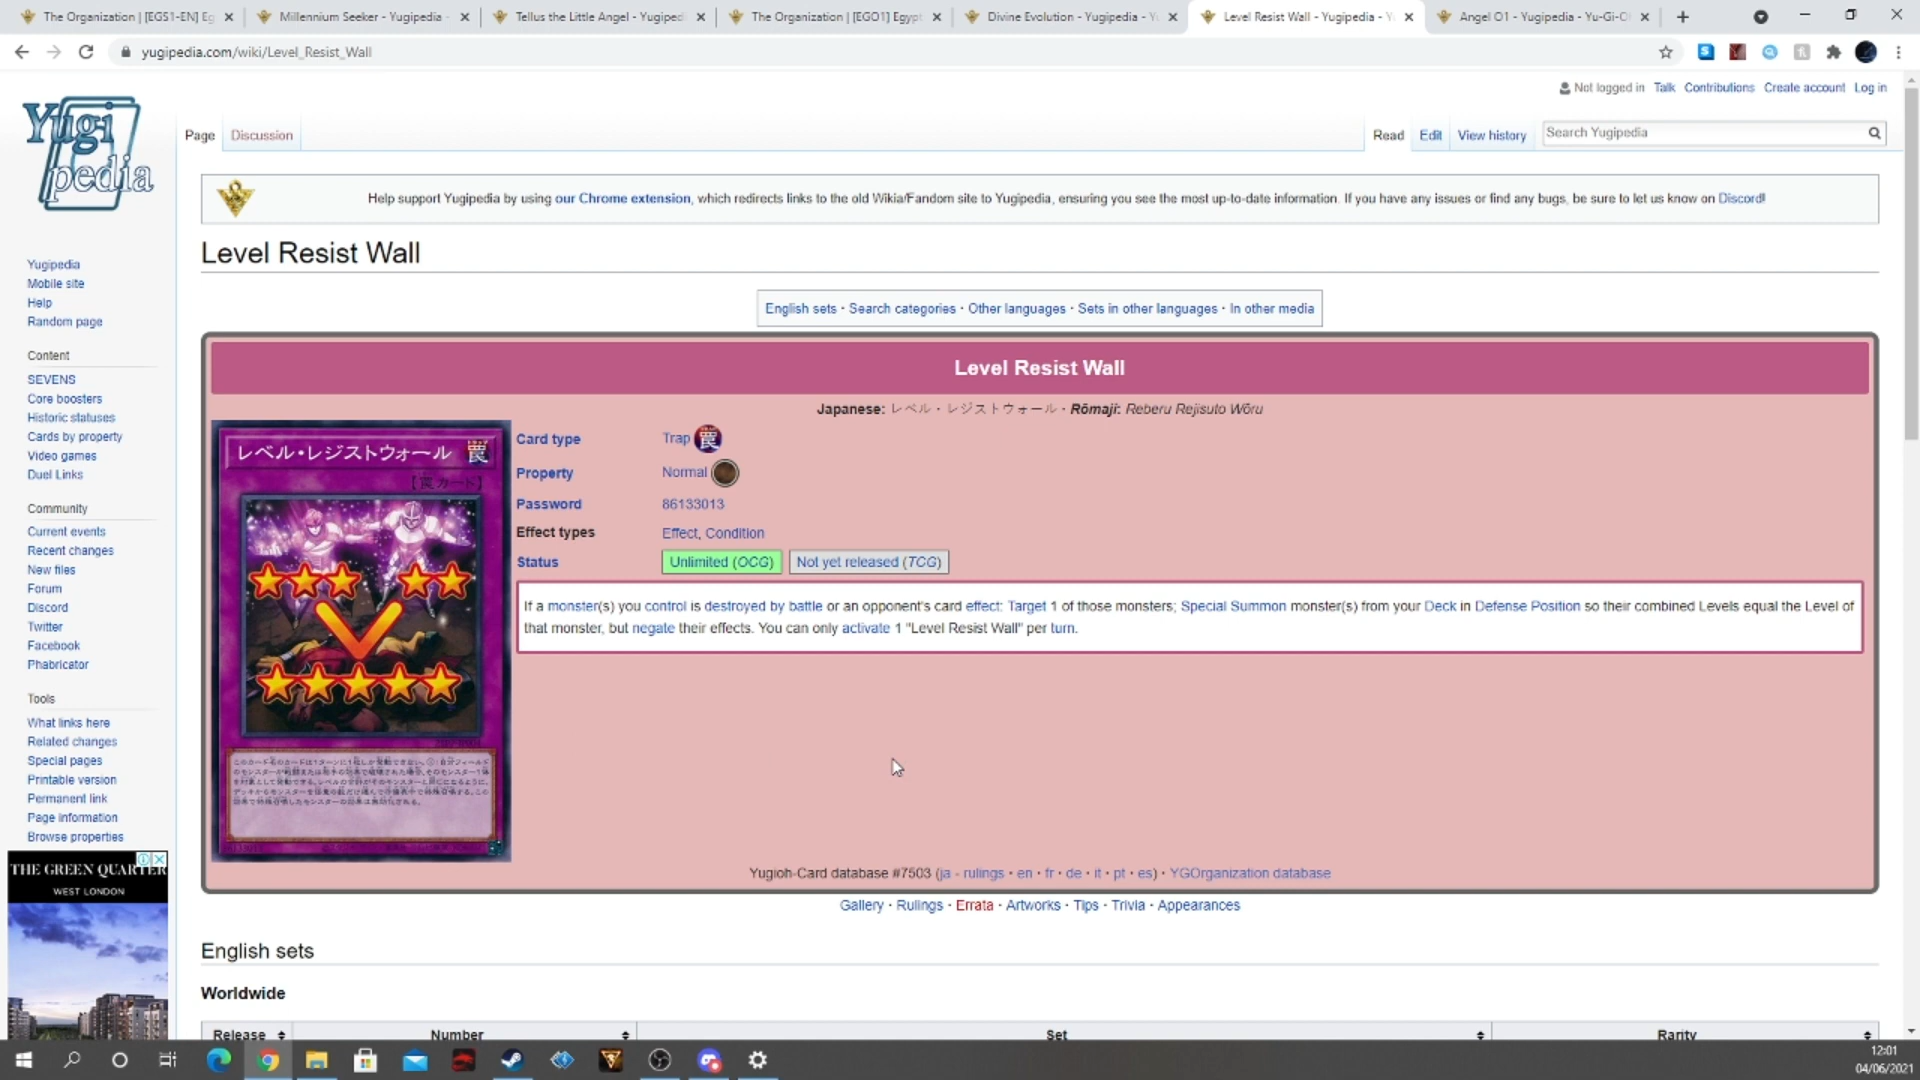 The Organization | [EGS1-EN] Eg
Millennium Seeker - Yugipedia -
Tellus the Little Angel - Yugiped
The Organization | [EGO1] Egypt
Divine Evolution - Yugipedia - Y
Level Resist Wall - Yugipedia - Y
Angel O1 - Yugipedia - Yu-Gi-O
yugipedia.com/wiki/Level_Resist_Wall
Not logged in Talk Contributions Create account Log in
Yugi
pedia
Page Discussion
Read Edit View history Search Yugipedia
Help support Yugipedia by using our Chrome extension, which redirects links to the old Wikia/Fandom site to Yugipedia, ensuring you see the most up-to-date information. If you have any issues or find any bugs, be sure to let us know on Discord!
Level Resist Wall
Yugipedia
Mobile site
Help
Random page
Content
SEVENS
Core boosters
Historic statuses
Cards by property
Video games
Duel Links
Community
Current events
Recent changes
New files
Forum
Discord
Twitter
Facebook
Phabricator
Tools
What links here
Related changes
Special pages
Printable version
Permanent link
Page information
Browse properties
THE GREEN QUARTER
WEST LONDON
English sets · Search categories · Other languages · Sets in other languages · In other media
Level Resist Wall
Japanese: レベル・レジストウォール · Rōmaji: Reberu Rejisuto Wōru
レベル・レジストウォール 罠
【罠カード】
Card type Trap 罠
Property Normal
Password 86133013
Effect types Effect, Condition
Status Unlimited (OCG) Not yet released (TCG)
If a monster(s) you control is destroyed by battle or an opponent's card effect: Target 1 of those monsters; Special Summon monster(s) from your Deck in Defense Position so their combined Levels equal the Level of
that monster, but negate their effects. You can only activate 1 "Level Resist Wall" per turn.
Yugioh-Card database #7503 (ja - rulings · en · fr · de · it · pt · es) · YGOrganization database
Gallery · Rulings · Errata · Artworks · Tips · Trivia · Appearances
English sets
Worldwide
Release Number Set Rarity
12:01
04/06/2021